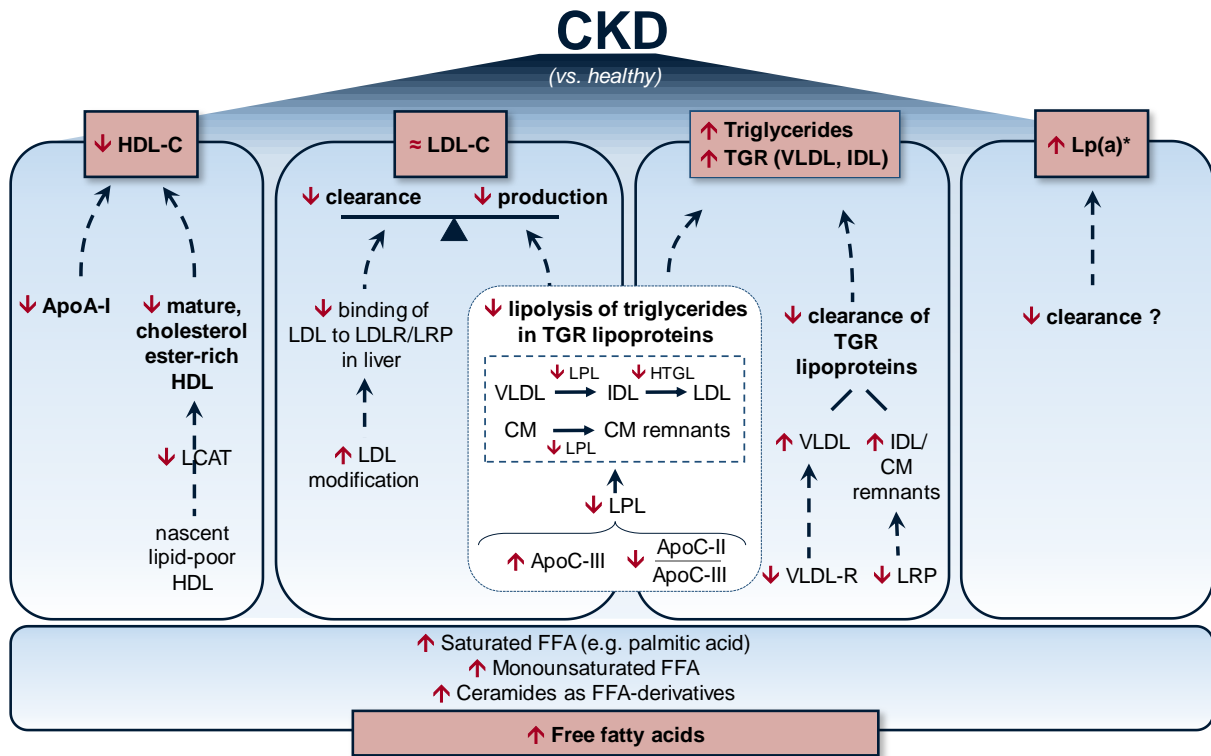 CKD
(vs. healthy)
↓ HDL-C
≈ LDL-C
↑ Triglycerides
↑ TGR (VLDL, IDL)
↑ Lp(a)*
↓ ApoA-I
↓ mature,
cholesterol
ester-rich
HDL
↓ LCAT
nascent
lipid-poor
HDL
↓ clearance
↓ production
↓ binding of
LDL to LDLR/LRP
in liver
↑ LDL
modification
↓ lipolysis of triglycerides
in TGR lipoproteins
↓ LPL
↓ HTGL
VLDL → IDL → LDL
CM → CM remnants
↓ LPL
↓ LPL
↑ ApoC-III
↓ ApoC-II
ApoC-III
↓ clearance of
TGR
lipoproteins
↑ VLDL
↑ IDL/
CM
remnants
↓ VLDL-R
↓ LRP
↓ clearance ?
↑ Saturated FFA (e.g. palmitic acid)
↑ Monounsaturated FFA
↑ Ceramides as FFA-derivatives
↑ Free fatty acids